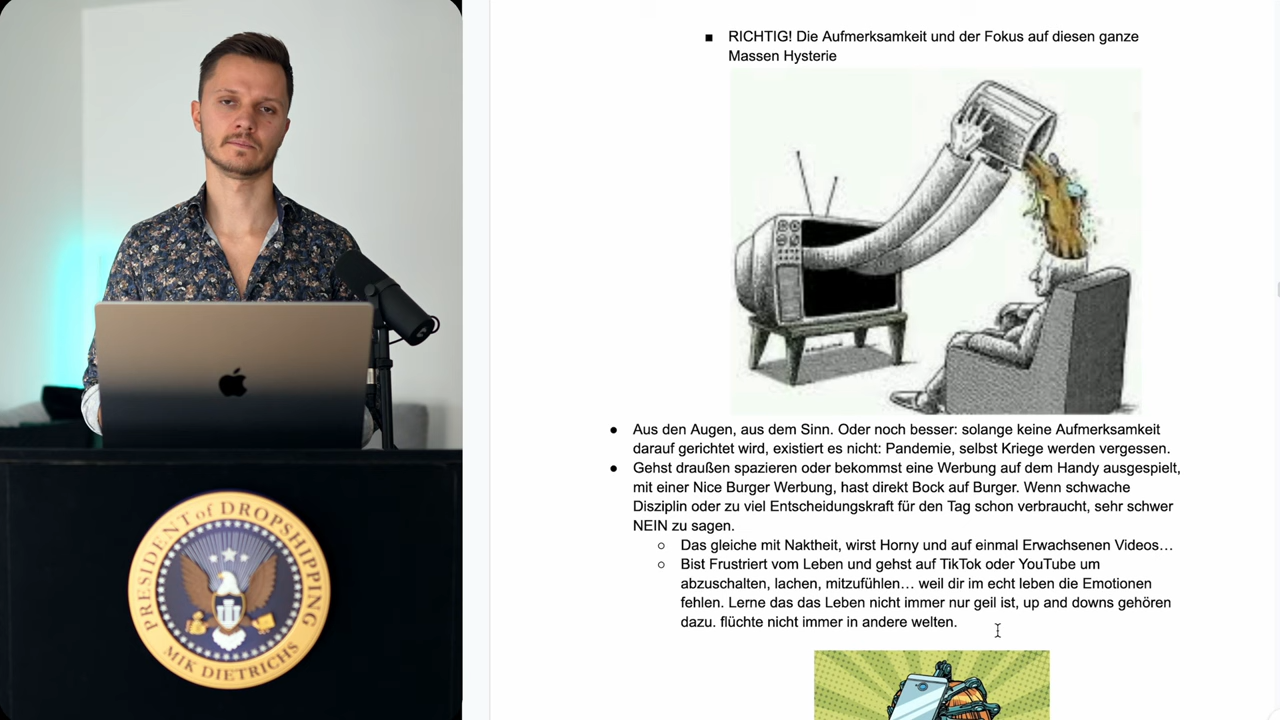 RICHTIG! Die Aufmerksamkeit und der Fokus auf diesen ganze
Massen Hysterie
Aus den Augen, aus dem Sinn. Oder noch besser: solange keine Aufmerksamkeit
darauf gerichtet wird, existiert es nicht: Pandemie, selbst Kriege werden vergessen.
Gehst draußen spazieren oder bekommst eine Werbung auf dem Handy ausgespielt,
mit einer Nice Burger Werbung, hast direkt Bock auf Burger. Wenn schwache
Disziplin oder zu viel Entscheidungskraft für den Tag schon verbraucht, sehr schwer
NEIN zu sagen.
Das gleiche mit Naktheit, wirst Horny und auf einmal Erwachsenen Videos…
Bist Frustriert vom Leben und gehst auf TikTok oder YouTube um
abzuschalten, lachen, mitzufühlen… weil dir im echt leben die Emotionen
fehlen. Lerne das das Leben nicht immer nur geil ist, up and downs gehören
dazu. flüchte nicht immer in andere welten.
PRESIDENT of DROPSHIPPING
MIK DIETRICHS